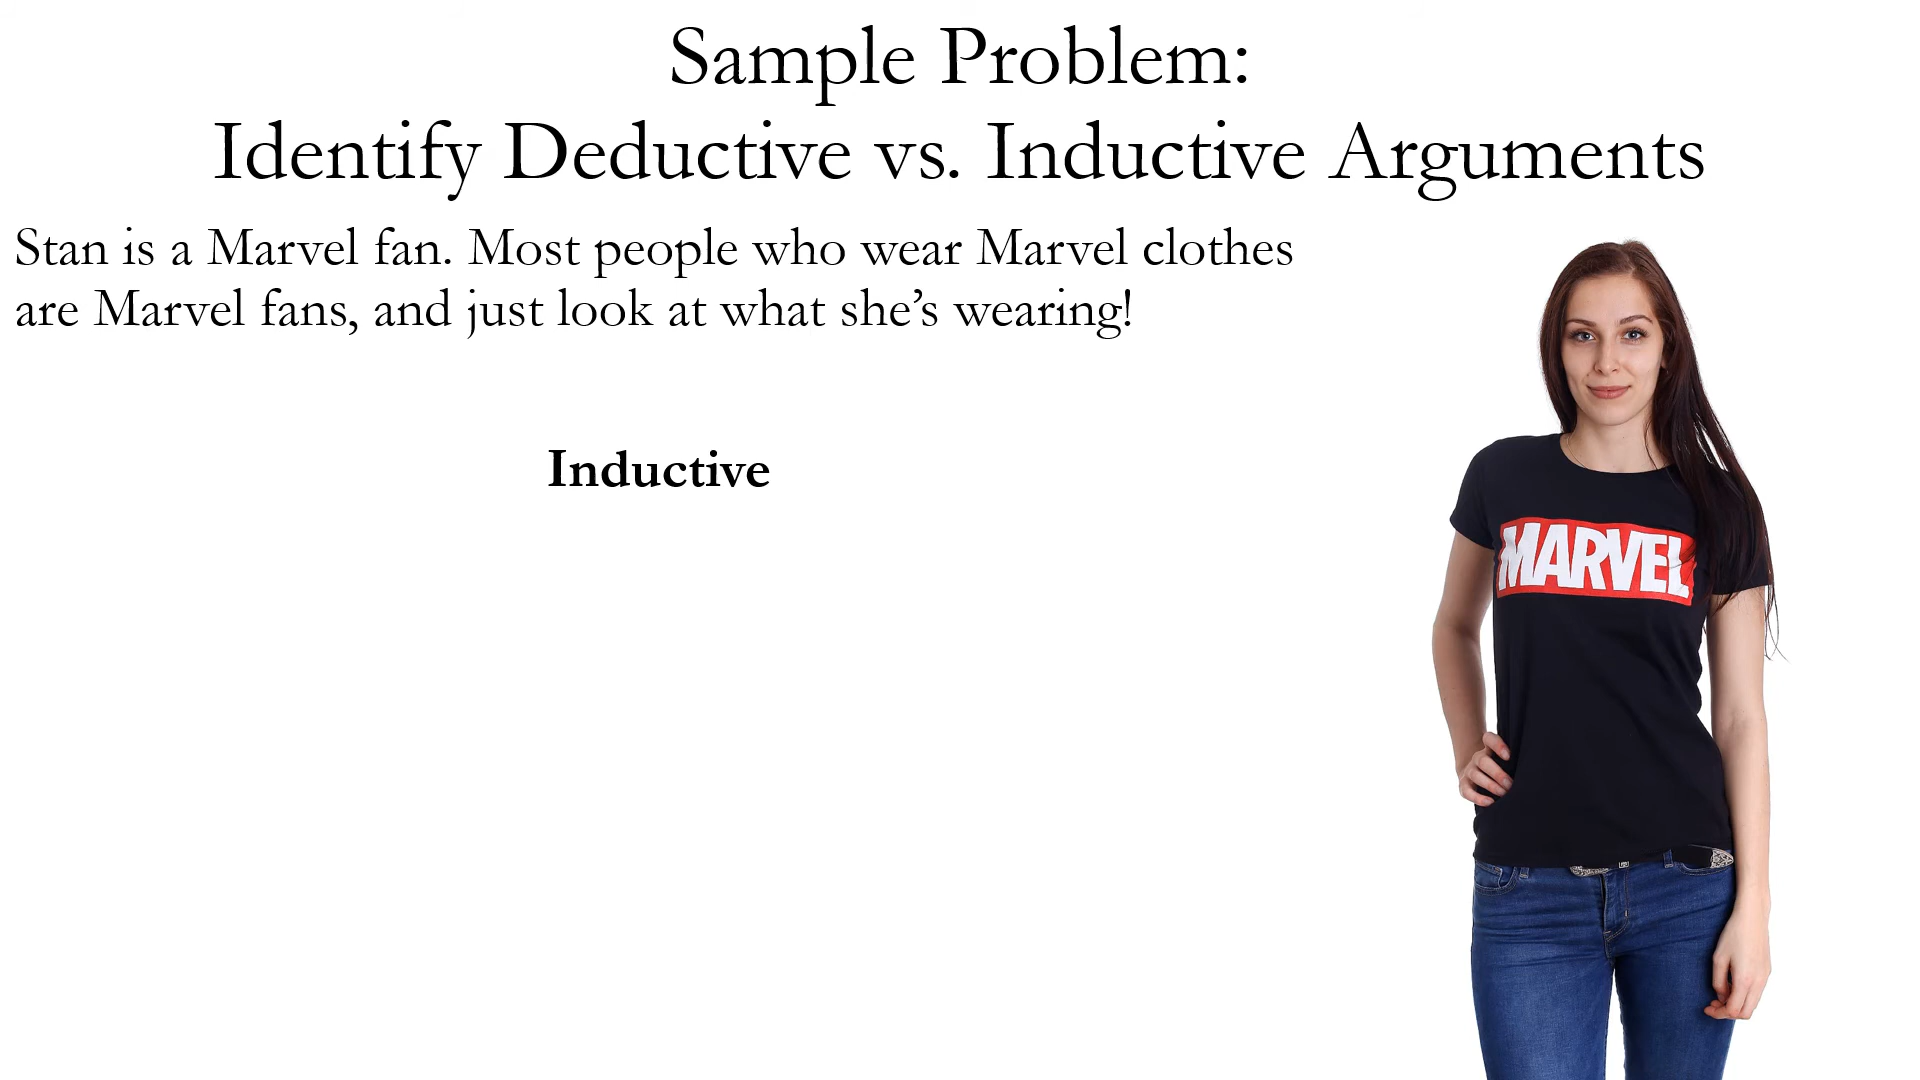 Sample Problem:
Identify Deductive vs. Inductive Arguments
Stan is a Marvel fan. Most people who wear Marvel clothes
are Marvel fans, and just look at what she’s wearing!
Inductive
MARVEL